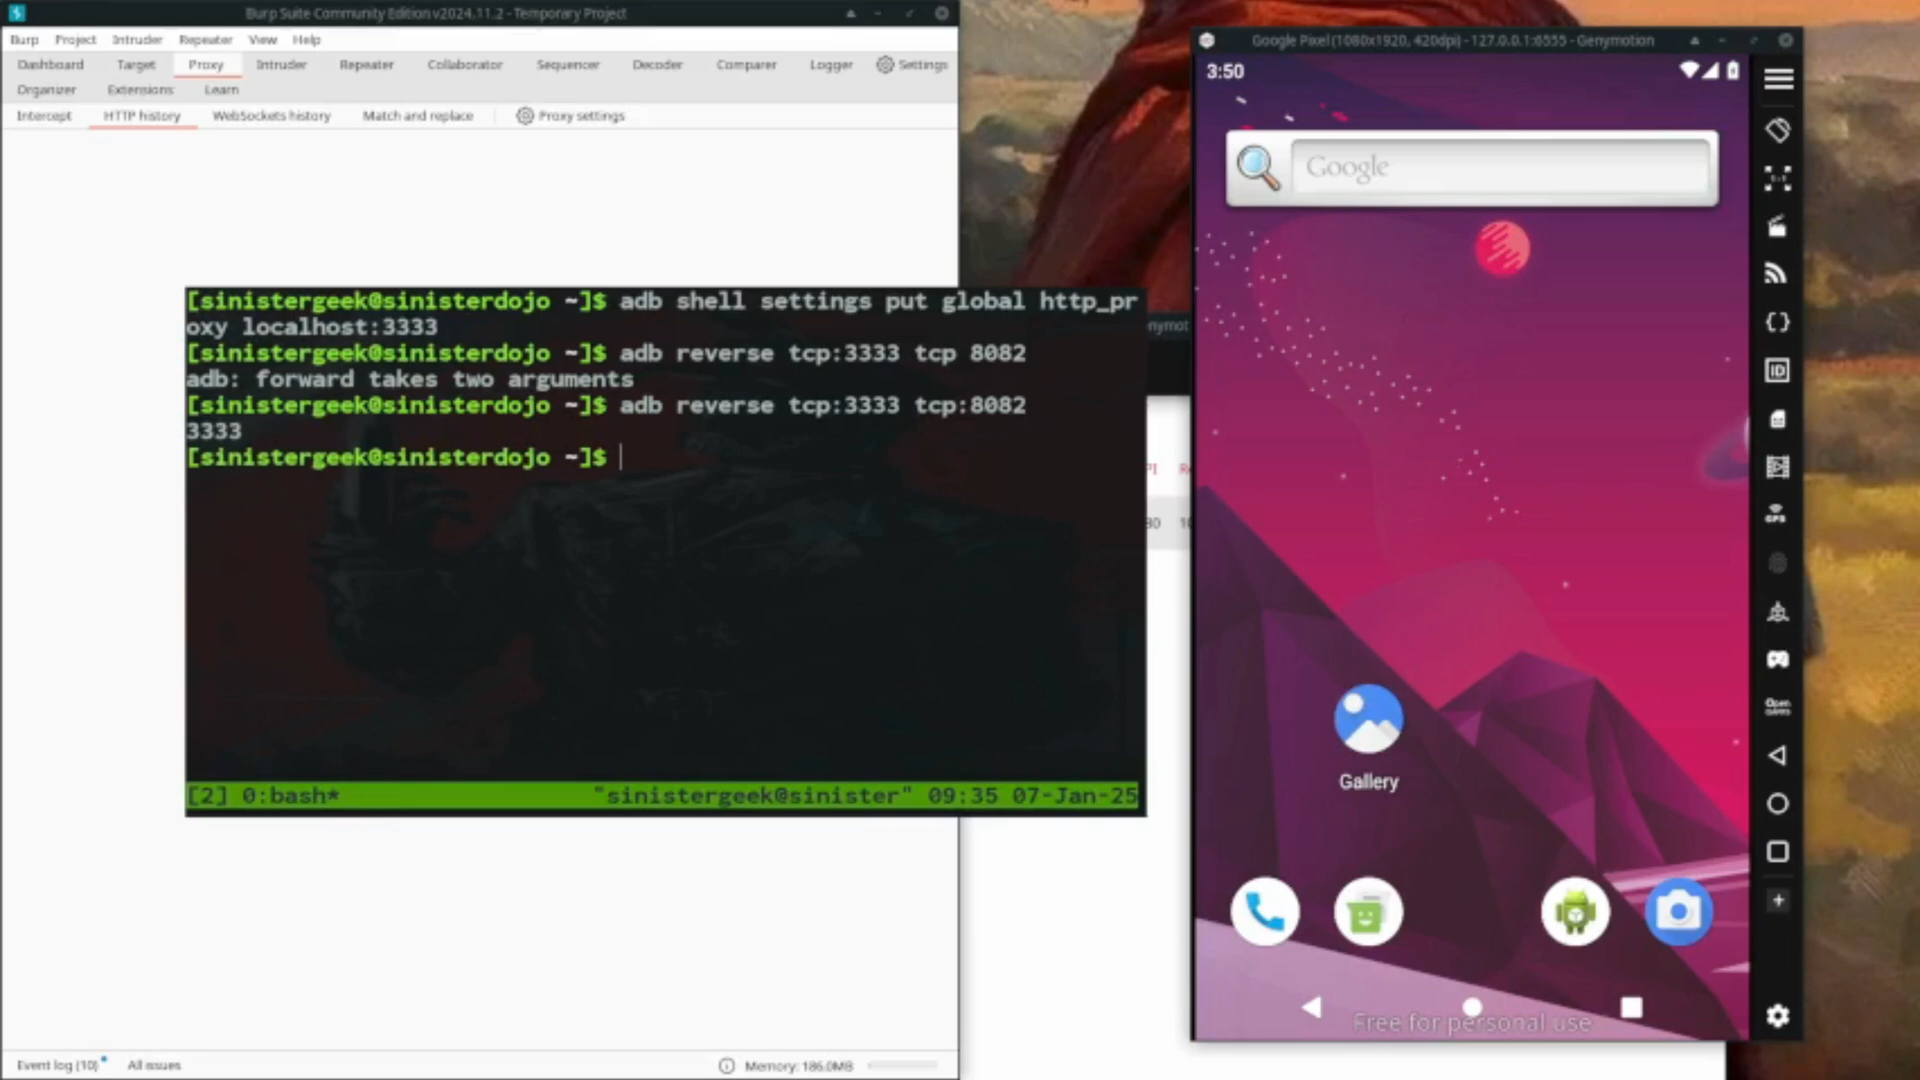 Burp Suite Community Edition v2024.11.2 - Temporary Project
Burp Project Intruder Repeater View Help
Dashboard Target Proxy Intruder Repeater Collaborator Sequencer Decoder Comparer Logger Settings
Organizer Extensions Learn
Intercept HTTP history WebSockets history Match and replace Proxy settings
[sinistergeek@sinisterdojo ~]$ adb shell settings put global http_pr
oxy localhost:3333
[sinistergeek@sinisterdojo ~]$ adb reverse tcp:3333 tcp 8082
adb: forward takes two arguments
[sinistergeek@sinisterdojo ~]$ adb reverse tcp:3333 tcp:8082
3333
[sinistergeek@sinisterdojo ~]$
[2] 0:bash* "sinistergeek@sinister" 09:35 07-Jan-25
Event log (10) All issues Memory: 186.0MB
Google Pixel (1080x1920, 420dpi) - 127.0.0.1:6555 - Genymotion
3:50
Google
ID
GPS
Open
GAPPS
Gallery
Free for personal use